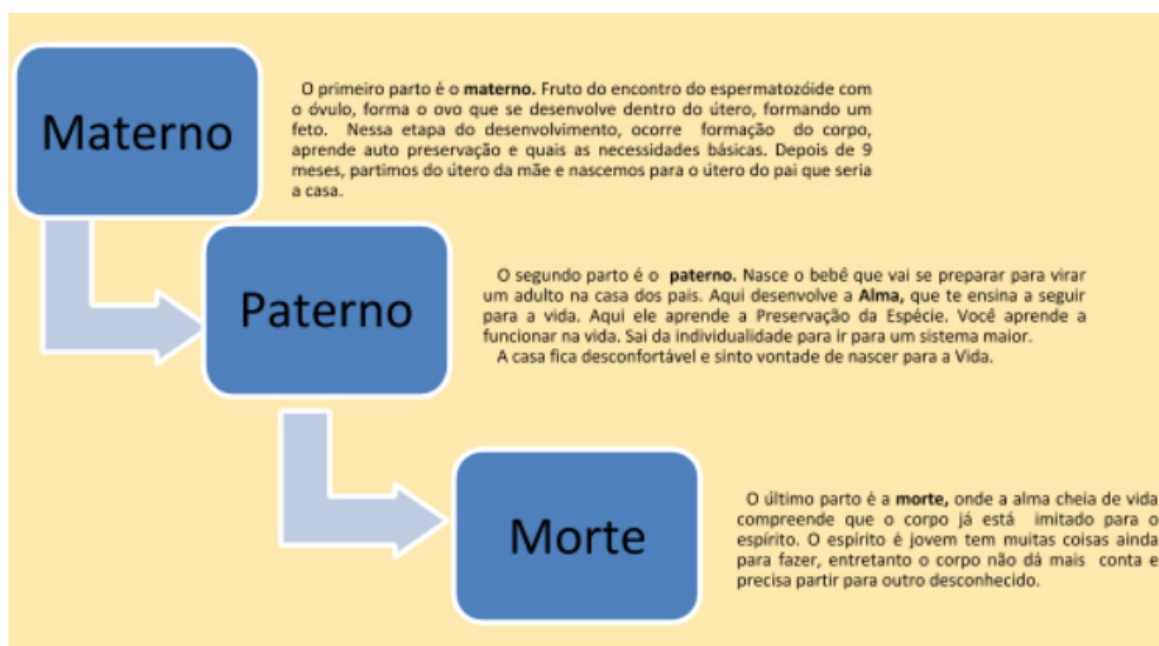 Materno
O primeiro parto é o materno. Fruto do encontro do espermatozóide com
o óvulo, forma o ovo que se desenvolve dentro do útero, formando um
feto. Nessa etapa do desenvolvimento, ocorre formação do corpo,
aprende auto preservação e quais as necessidades básicas. Depois de 9
meses, partimos do útero da mãe e nascemos para o útero do pai que seria
a casa.
Paterno
O segundo parto é o paterno. Nasce o bebê que vai se preparar para virar
um adulto na casa dos pais. Aqui desenvolve a Alma, que te ensina a seguir
para a vida. Aqui ele aprende a Preservação da Espécie. Você aprende a
funcionar na vida. Sai da individualidade para ir para um sistema maior.
A casa fica desconfortável e sinto vontade de nascer para a Vida.
Morte
O último parto é a morte, onde a alma cheia de vida
compreende que o corpo já está imitado para o
espírito. O espírito é jovem tem muitas coisas ainda
para fazer, entretanto o corpo não dá mais conta e
precisa partir para outro desconhecido.